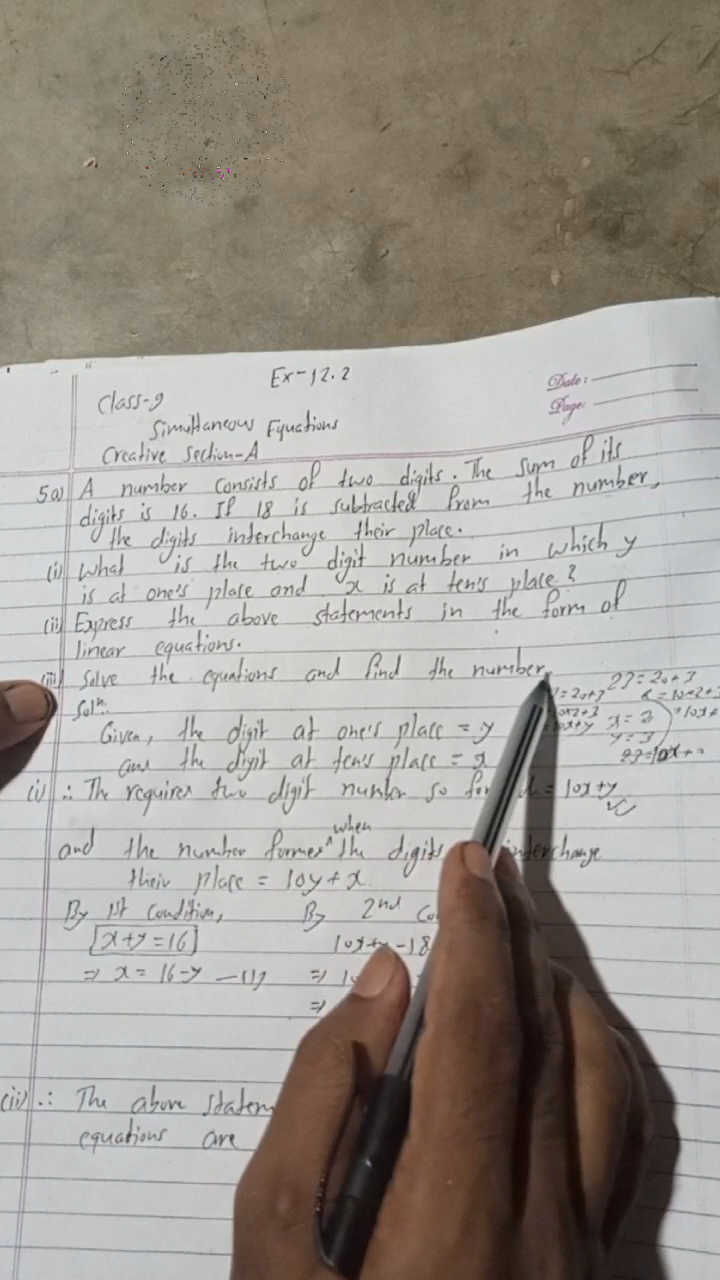 Ex-12.2
Date:
Page:
Class-9
Simultaneous Equations
Creative Section-A
5a) A number consists of two digits. The sum of its
digits is 16. If 18 is subtracted from the number,
the digits interchange their place.
(i) What is the two digit number in which y
is at one's place and x is at ten's place?
(ii) Express the above statements in the form of
linear equations.
(iii) Solve the equations and find the number.
Solⁿ.
23 = 20+3
x = 2
y = 3
Given, the digit at one's place = y
and the digit at ten's place = x
(i) ∴ The required two digit number so = 10x+y
when
and the number formed ^ the digits interchange
their place = 10y+x.
By 1st condition, By 2nd
x+y=16
⇒ x = 16-y —(i)
⇒
(ii) ∴ The above
equations are